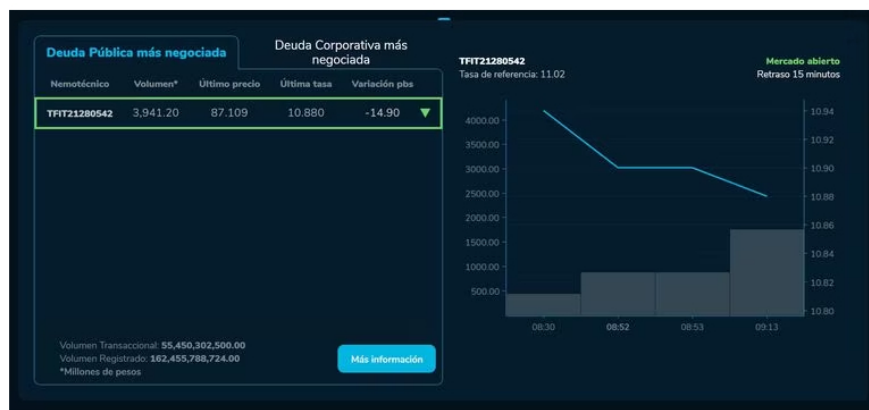 Deuda Pública más negociada
Deuda Corporativa más
negociada
Nemotécnico Volumen* Último precio Última tasa Variación pbs
TFIT21280542 3,941.20 87.109 10.880 -14.90
Volumen Transaccional: 55,450,302,500.00
Volumen Registrado: 162,455,788,724.00
*Millones de pesos
Más información
TFIT21280542
Mercado abierto
Tasa de referencia: 11.02
Retraso 15 minutos
4000.00
3500.00
3000.00
2500.00
2000.00
1500.00
1000.00
500.00
10.94
10.92
10.90
10.88
10.86
10.84
10.82
10.80
08:30 08:52 08:53 09:13